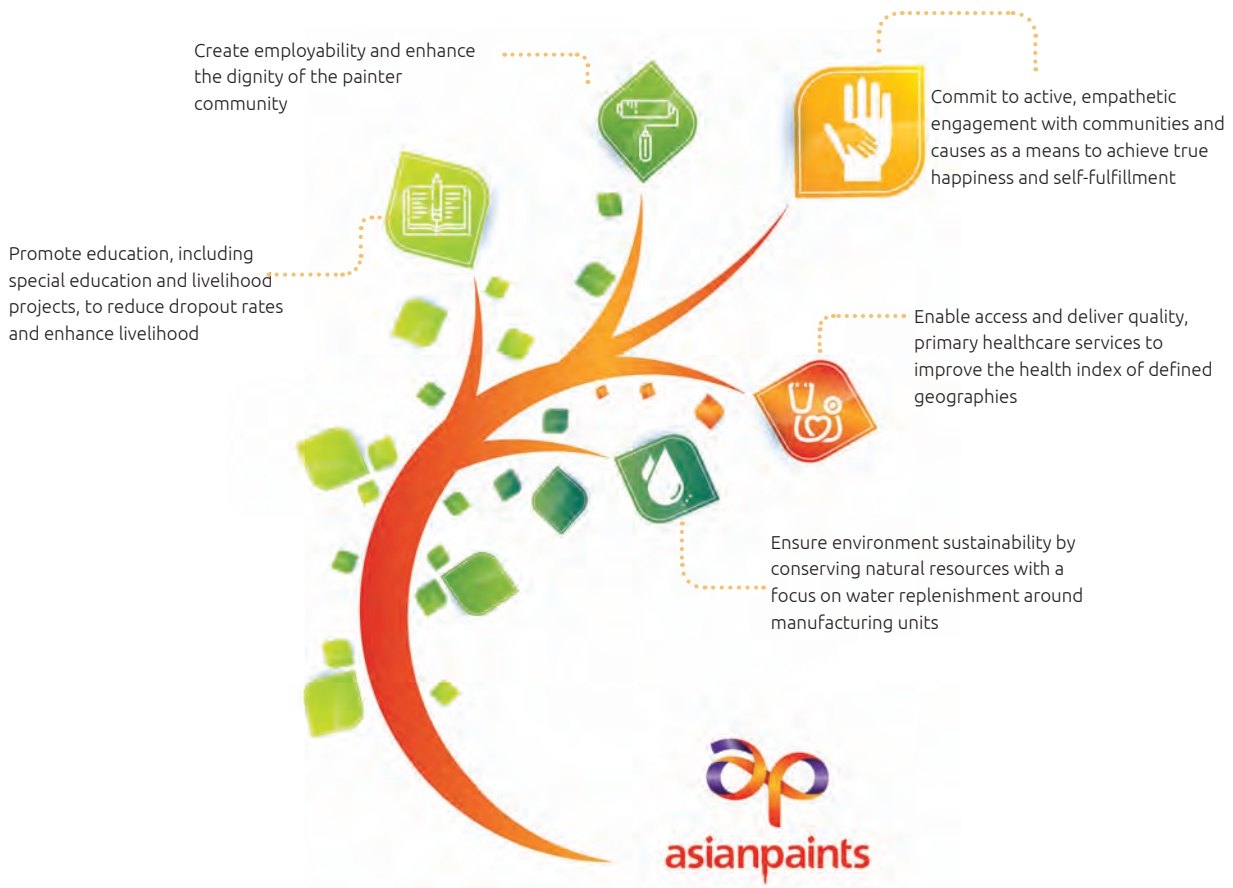 Create employability and enhance
the dignity of the painter
community
Commit to active, empathetic
engagement with communities and
causes as a means to achieve true
happiness and self-fulfillment
Promote education, including
special education and livelihood
projects, to reduce dropout rates
and enhance livelihood
Enable access and deliver quality,
primary healthcare services to
improve the health index of defined
geographies
Ensure environment sustainability by
conserving natural resources with a
focus on water replenishment around
manufacturing units
ap
asianpaints